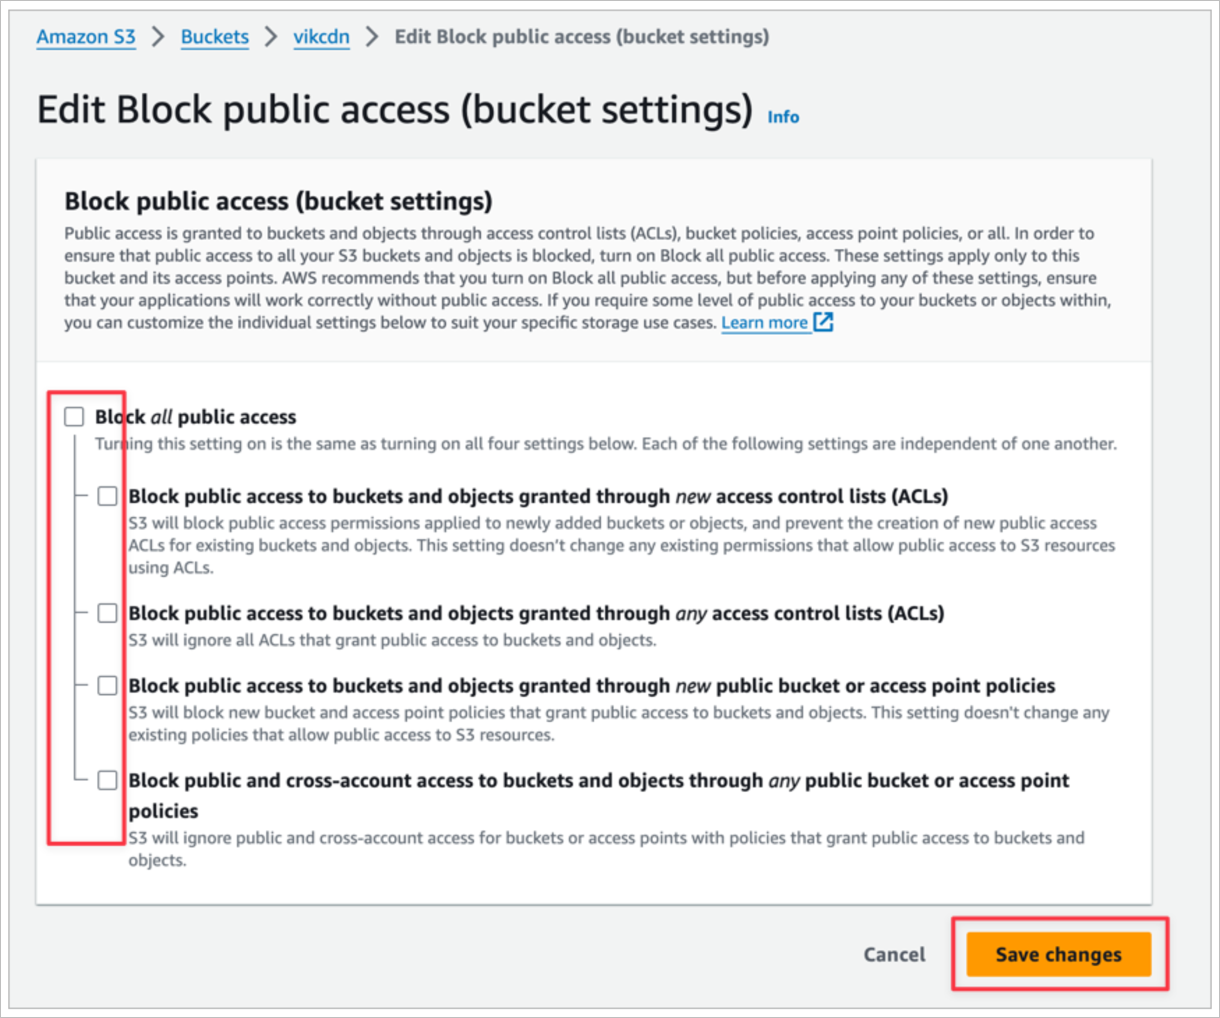 Amazon S3 > Buckets > vikcdn > Edit Block public access (bucket settings)
Edit Block public access (bucket settings) Info
Block public access (bucket settings)
Public access is granted to buckets and objects through access control lists (ACLs), bucket policies, access point policies, or all. In order to
ensure that public access to all your S3 buckets and objects is blocked, turn on Block all public access. These settings apply only to this
bucket and its access points. AWS recommends that you turn on Block all public access, but before applying any of these settings, ensure
that your applications will work correctly without public access. If you require some level of public access to your buckets or objects within,
you can customize the individual settings below to suit your specific storage use cases. Learn more
Block all public access
Turning this setting on is the same as turning on all four settings below. Each of the following settings are independent of one another.
Block public access to buckets and objects granted through new access control lists (ACLs)
S3 will block public access permissions applied to newly added buckets or objects, and prevent the creation of new public access
ACLs for existing buckets and objects. This setting doesn't change any existing permissions that allow public access to S3 resources
using ACLs.
Block public access to buckets and objects granted through any access control lists (ACLs)
S3 will ignore all ACLs that grant public access to buckets and objects.
Block public access to buckets and objects granted through new public bucket or access point policies
S3 will block new bucket and access point policies that grant public access to buckets and objects. This setting doesn't change any
existing policies that allow public access to S3 resources.
Block public and cross-account access to buckets and objects through any public bucket or access point
policies
S3 will ignore public and cross-account access for buckets or access points with policies that grant public access to buckets and
objects.
Cancel Save changes